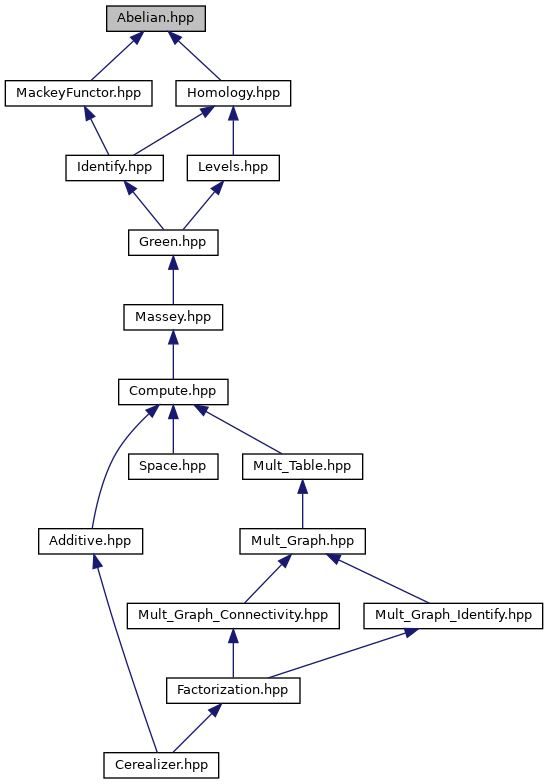 Abelian.hpp
MackeyFunctor.hpp
Homology.hpp
Identify.hpp
Levels.hpp
Green.hpp
Massey.hpp
Compute.hpp
Space.hpp
Mult_Table.hpp
Additive.hpp
Mult_Graph.hpp
Mult_Graph_Connectivity.hpp
Mult_Graph_Identify.hpp
Factorization.hpp
Cerealizer.hpp